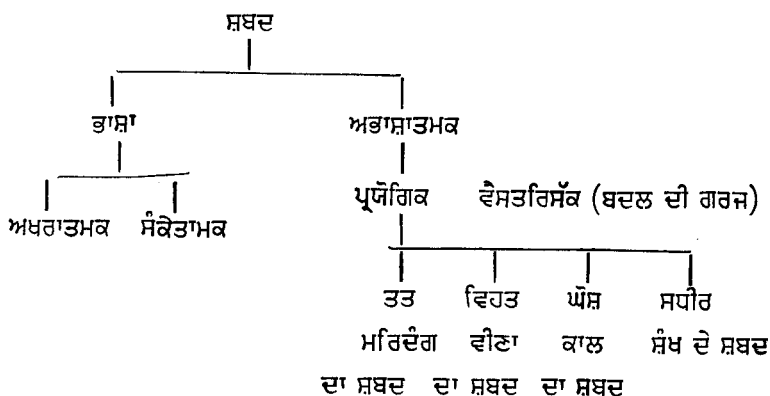 ਸ਼ਬਦ
ਭਾਸ਼ਾ ਅਭਾਸ਼ਾਤਮਕ
ਪ੍ਰਯੋਗਿਕ ਵੈਸਤਰਿਸੱਕ (ਬਦਲ ਦੀ ਗਰਜ)
ਅਖਰਾਤਮਕ ਸੰਕੇਤਾਮਕ
ਤਤ ਵਿਹਤ ਘੋਸ਼ ਸਧੀਰ
ਮਰਿਦੰਗ ਵੀਣਾ ਕਾਲ ਸ਼ੰਖ ਦੇ ਸ਼ਬਦ
ਦਾ ਸ਼ਬਦ ਦਾ ਸ਼ਬਦ ਦਾ ਸ਼ਬਦ